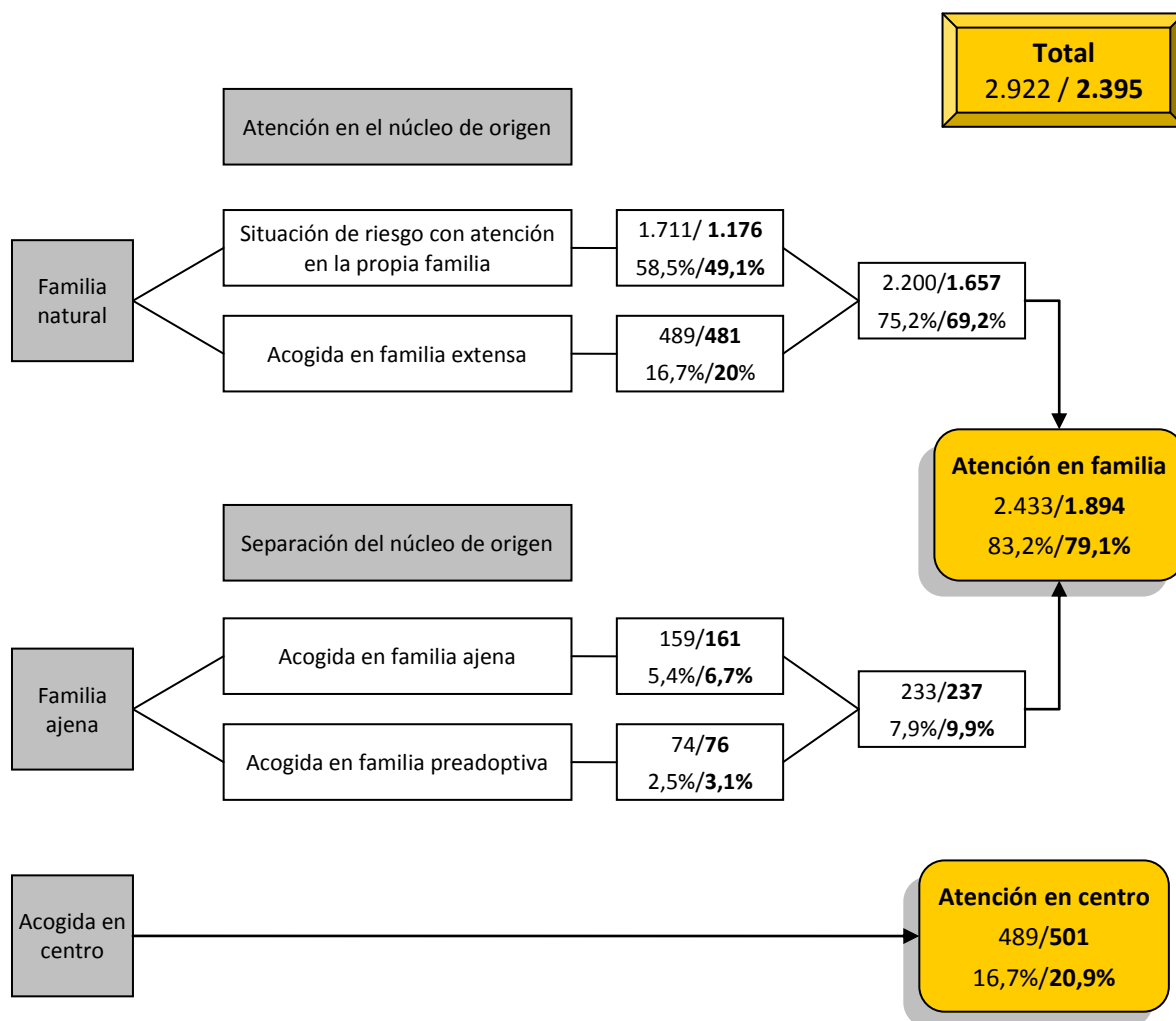 Total
2.922 / 2.395
Atención en el núcleo de origen
Familia
natural
Situación de riesgo con atención
en la propia familia
1.711/ 1.176
58,5%/49,1%
Acogida en familia extensa
489/481
16,7%/20%
2.200/1.657
75,2%/69,2%
Atención en familia
2.433/1.894
83,2%/79,1%
Separación del núcleo de origen
Familia
ajena
Acogida en familia ajena
159/161
5,4%/6,7%
Acogida en familia preadoptiva
74/76
2,5%/3,1%
233/237
7,9%/9,9%
Acogida en
centro
Atención en centro
489/501
16,7%/20,9%